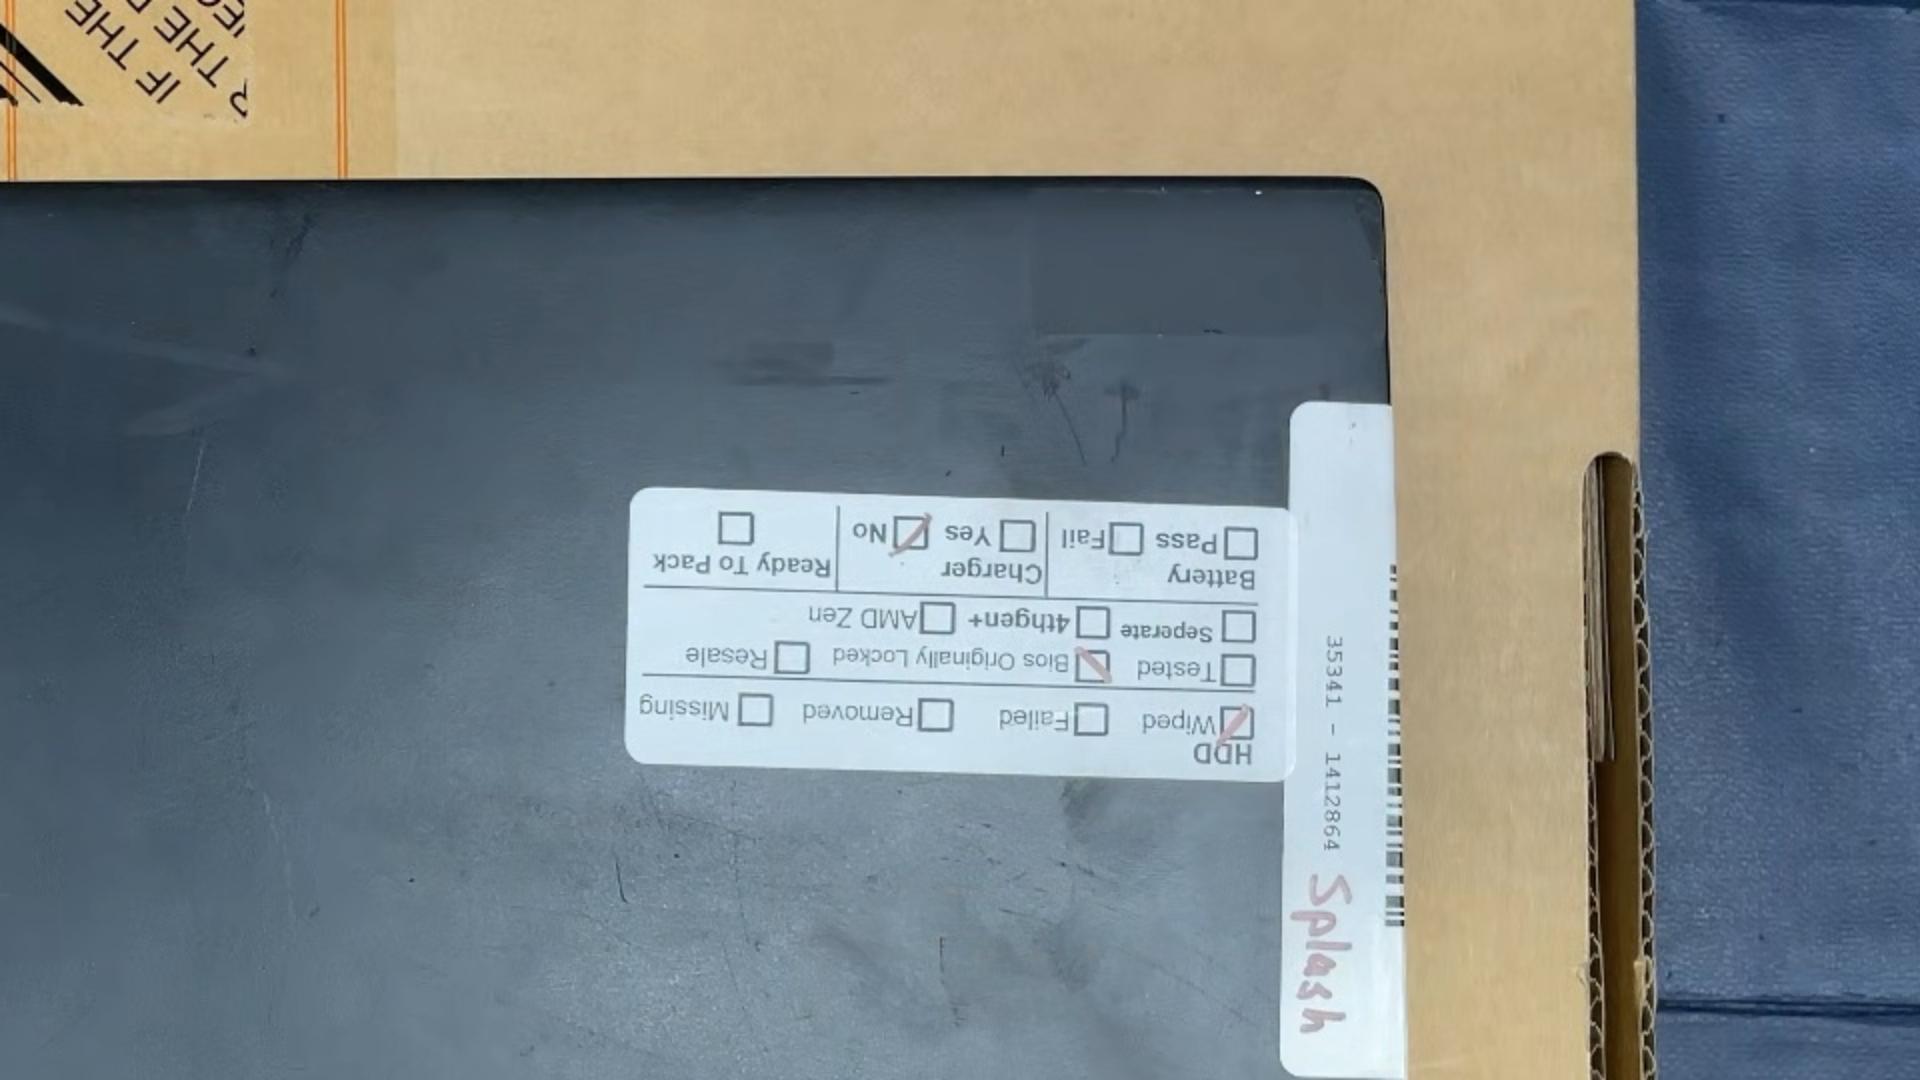 HDD
Wiped Failed Removed Missing
Tested Bios Originally Locked Resale
Seperate 4thgen+ AMD Zen
Battery Charger Ready To Pack
Pass Fail Yes No
35341 - 1412864 Splash
IF THE
THE